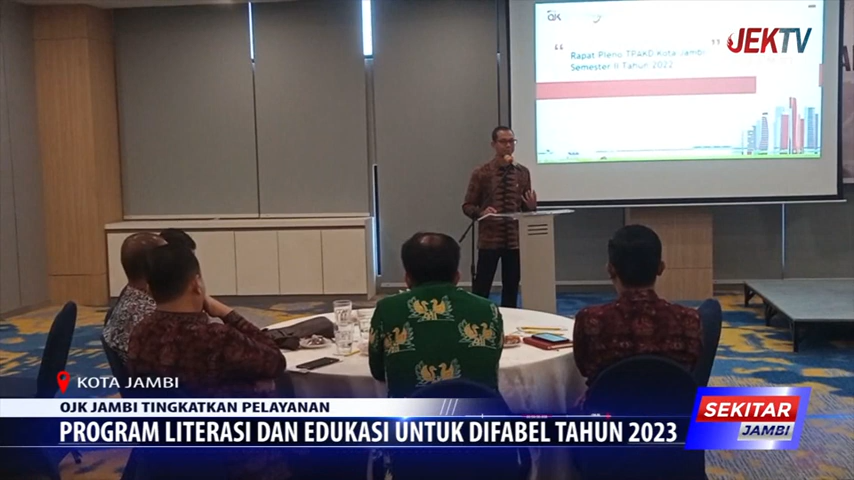 OJK
JEKTV
“ Rapat Pleno TPAKD Kota Jambi ”
Semester II Tahun 2022
KOTA JAMBI
OJK JAMBI TINGKATKAN PELAYANAN
PROGRAM LITERASI DAN EDUKASI UNTUK DIFABEL TAHUN 2023
SEKITAR
JAMBI